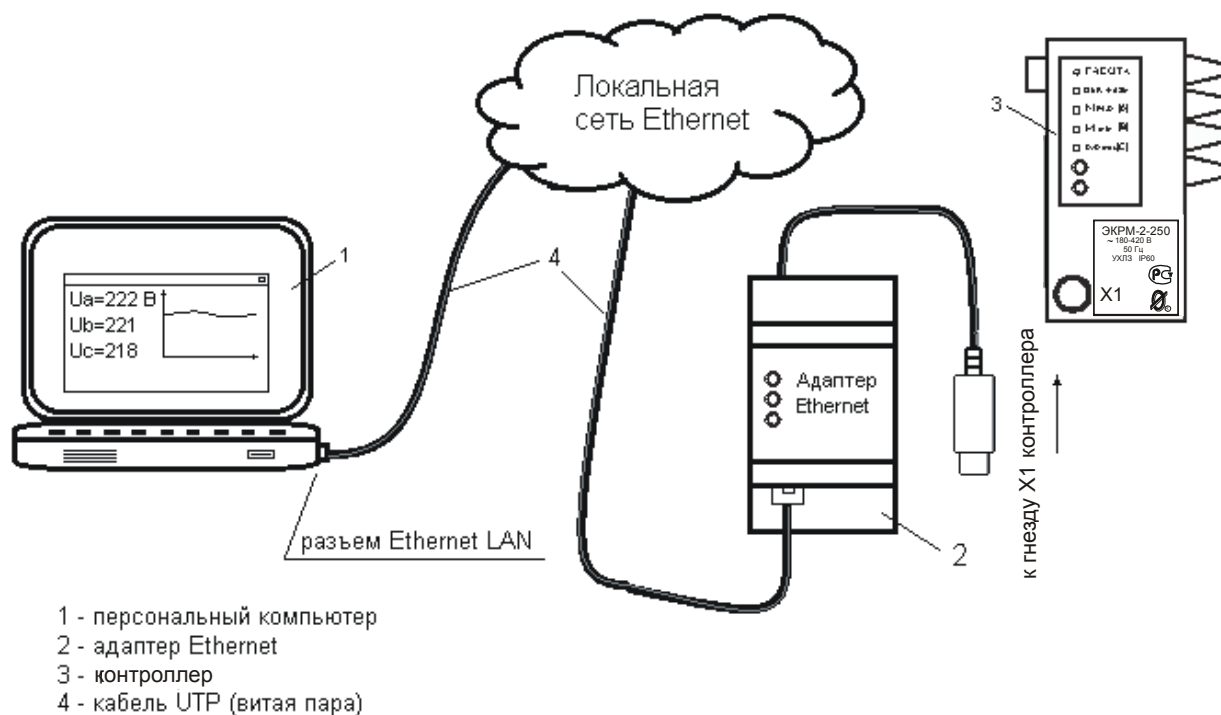 Локальная
сеть Ethernet
1
Ua=222 В
Ub=221
Uc=218
4
3
ЭКРМ-2-250
~ 180-420 В
50 Гц
УХЛ3 IP60
X1
Адаптер
Ethernet
2
к гнезду X1 контроллера
разъем Ethernet LAN
1 - персональный компьютер
2 - адаптер Ethernet
3 - контроллер
4 - кабель UTP (витая пара)